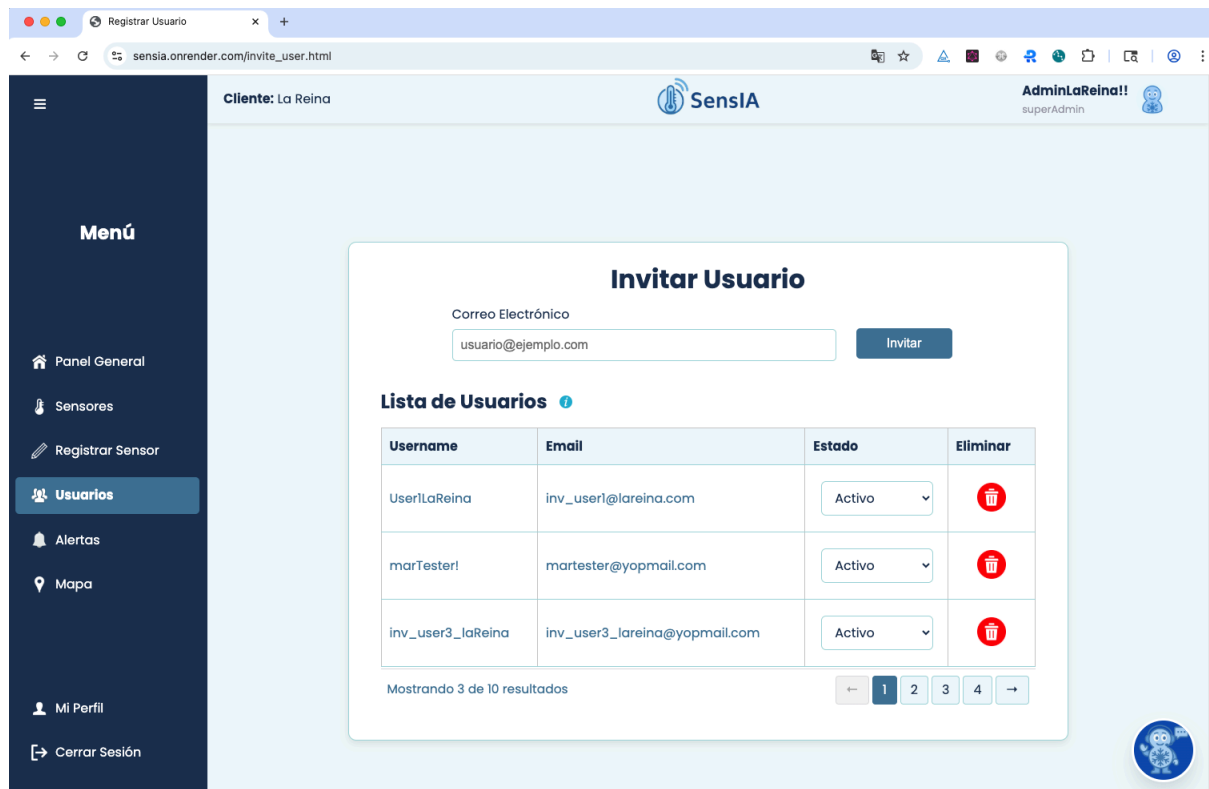 Registrar Usuario
sensia.onrender.com/invite_user.html
Cliente: La Reina
SensIA
AdminLaReina!!
superAdmin
Menú
Panel General
Sensores
Registrar Sensor
Usuarios
Alertas
Mapa
Mi Perfil
Cerrar Sesión
Invitar Usuario
Correo Electrónico
usuario@ejemplo.com Invitar
Lista de Usuarios i
Username Email Estado Eliminar
User1LaReina inv_user1@lareina.com Activo
marTester! martester@yopmail.com Activo
inv_user3_laReina inv_user3_lareina@yopmail.com Activo
Mostrando 3 de 10 resultados ← 1 2 3 4 →